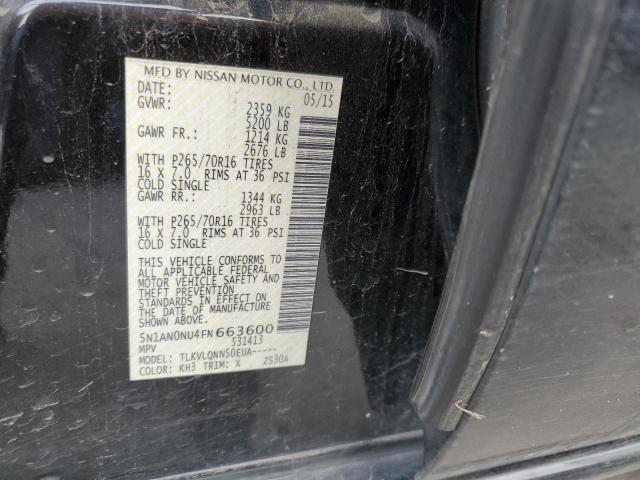 MFD BY NISSAN MOTOR CO., LTD.
DATE: 05/15
GVWR: 2359 KG
5200 LB
GAWR FR.: 1214 KG
2676 LB
WITH P265/70R16 TIRES
16 X 7.0 RIMS AT 36 PSI
COLD SINGLE
GAWR RR.: 1344 KG
2963 LB
WITH P265/70R16 TIRES
16 X 7.0 RIMS AT 36 PSI
COLD SINGLE
THIS VEHICLE CONFORMS TO
ALL APPLICABLE FEDERAL
MOTOR VEHICLE SAFETY AND
THEFT PREVENTION
STANDARDS IN EFFECT ON
THE DATE OF MANUFACTURE
SHOWN ABOVE.
5N1AN0NU4FN663600
MPV 531413
MODEL: TLKVLQNN50EUA-----
COLOR: KH3 TRIM: X ZS30A